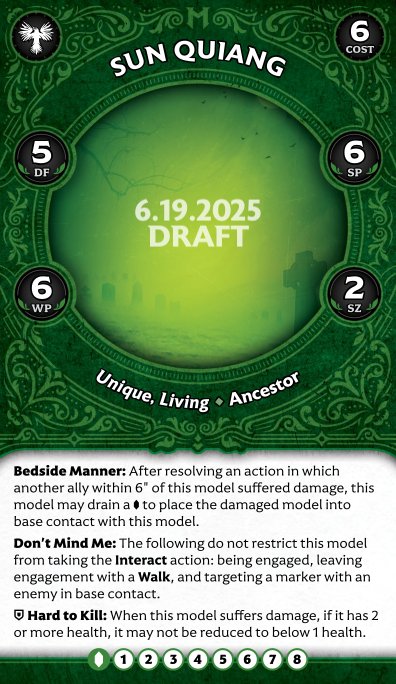 6
COST
SUN QUIANG
5
DF
6
SP
6.19.2025
DRAFT
6
WP
2
SZ
Unique, Living ⬥ Ancestor
Bedside Manner: After resolving an action in which
another ally within 6" of this model suffered damage, this
model may drain a ⬧ to place the damaged model into
base contact with this model.
Don't Mind Me: The following do not restrict this model
from taking the Interact action: being engaged, leaving
engagement with a Walk, and targeting a marker with an
enemy in base contact.
Hard to Kill: When this model suffers damage, if it has 2
or more health, it may not be reduced to below 1 health.
1 2 3 4 5 6 7 8